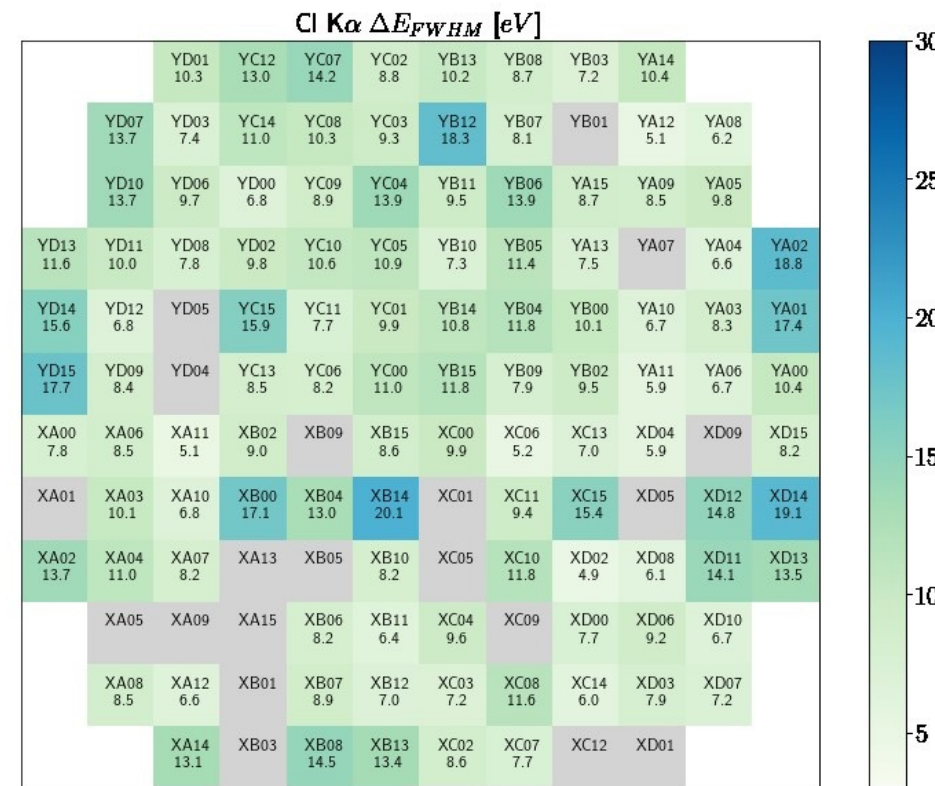 Cl Kα ΔE_FWHM [eV]
YD01 YC12 YC07 YC02 YB13 YB08 YB03 YA14
10.3 13.0 14.2 8.8 10.2 8.7 7.2 10.4
YD07 YD03 YC14 YC08 YC03 YB12 YB07 YB01 YA12 YA08
13.7 7.4 11.0 10.3 9.3 18.3 8.1 5.1 6.2
YD10 YD06 YD00 YC09 YC04 YB11 YB06 YA15 YA09 YA05
13.7 9.7 6.8 8.9 13.9 9.5 13.9 8.7 8.5 9.8
YD13 YD11 YD08 YD02 YC10 YC05 YB10 YB05 YA13 YA07 YA04 YA02
11.6 10.0 7.8 9.8 10.6 10.9 7.3 11.4 7.5 6.6 18.8
YD14 YD12 YD05 YC15 YC11 YC01 YB14 YB04 YB00 YA10 YA03 YA01
15.6 6.8 15.9 7.7 9.9 10.8 11.8 10.1 6.7 8.3 17.4
YD15 YD09 YD04 YC13 YC06 YC00 YB15 YB09 YB02 YA11 YA06 YA00
17.7 8.4 8.5 8.2 11.0 11.8 7.9 9.5 5.9 6.7 10.4
XA00 XA06 XA11 XB02 XB09 XB15 XC00 XC06 XC13 XD04 XD09 XD15
7.8 8.5 5.1 9.0 8.6 9.9 5.2 7.0 5.9 8.2
XA01 XA03 XA10 XB00 XB04 XB14 XC01 XC11 XC15 XD05 XD12 XD14
10.1 6.8 17.1 13.0 20.1 9.4 15.4 14.8 19.1
XA02 XA04 XA07 XA13 XB05 XB10 XC05 XC10 XD02 XD08 XD11 XD13
13.7 11.0 8.2 8.2 11.8 4.9 6.1 14.1 13.5
XA05 XA09 XA15 XB06 XB11 XC04 XC09 XD00 XD06 XD10
8.2 6.4 9.6 7.7 9.2 6.7
XA08 XA12 XB01 XB07 XB12 XC03 XC08 XC14 XD03 XD07
8.5 6.6 8.9 7.0 7.2 11.6 6.0 7.9 7.2
XA14 XB03 XB08 XB13 XC02 XC07 XC12 XD01
13.1 14.5 13.4 8.6 7.7
30
25
20
15
10
5